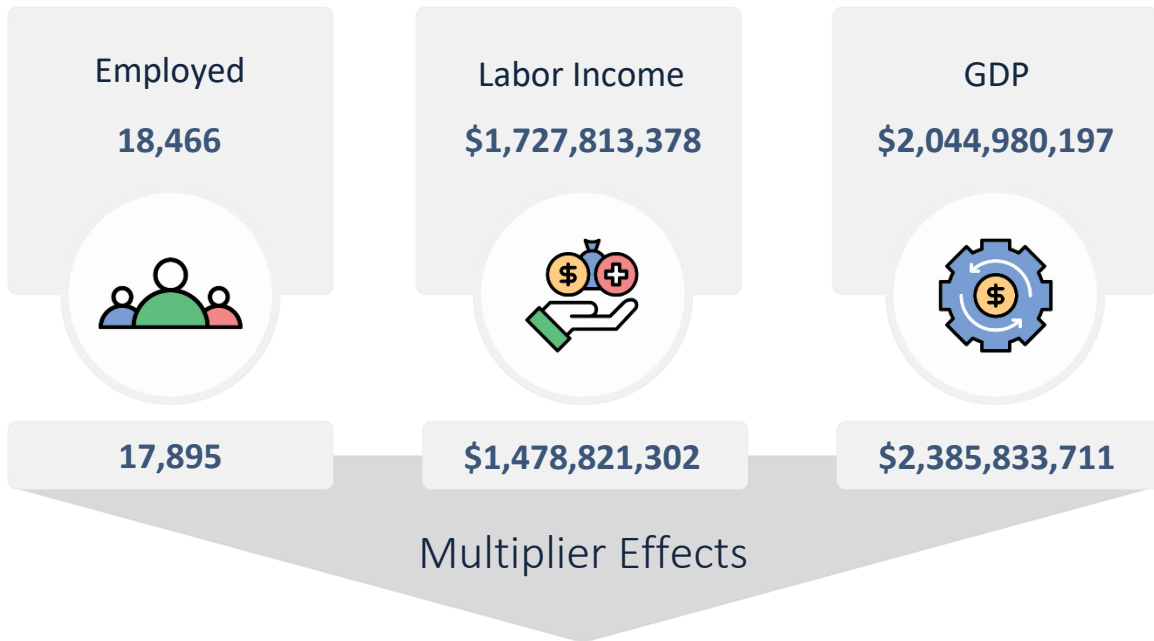 Employed
18,466
Labor Income
$1,727,813,378
GDP
$2,044,980,197
$
$
17,895
$1,478,821,302
$2,385,833,711
Multiplier Effects